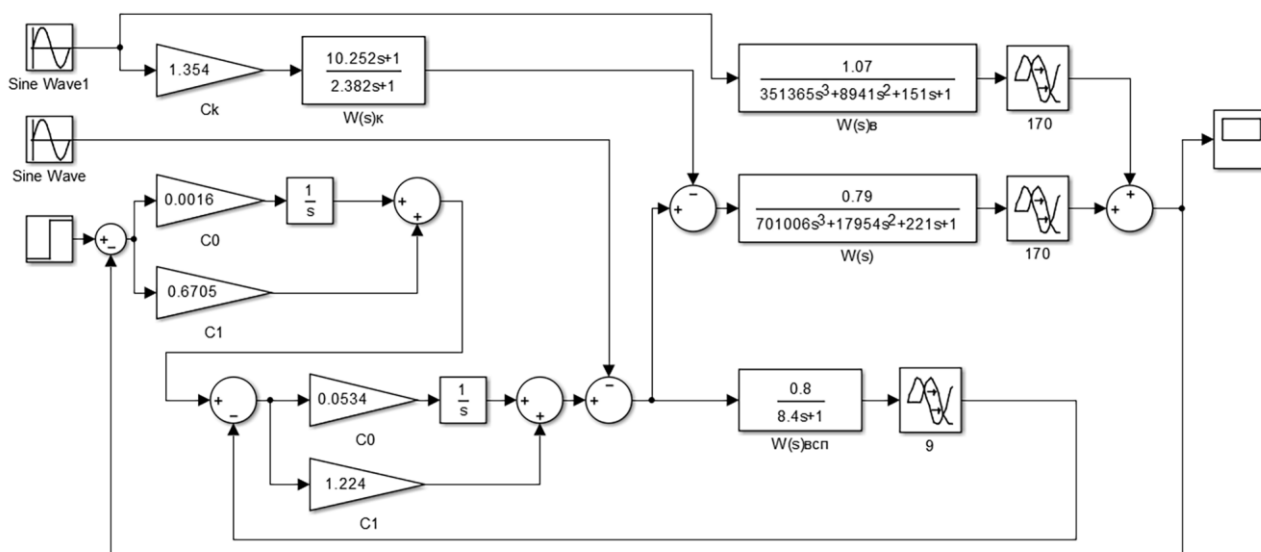 Sine Wave1
1.354
Ck
10.252s+1
2.382s+1
W(s)к
1.07
351365s3+8941s2+151s+1
W(s)в
170
Sine Wave
0.0016
C0
1
s
0.79
701006s3+17954s2+221s+1
W(s)
170
0.6705
C1
0.0534
C0
1
s
0.8
8.4s+1
W(s)всп
9
1.224
C1